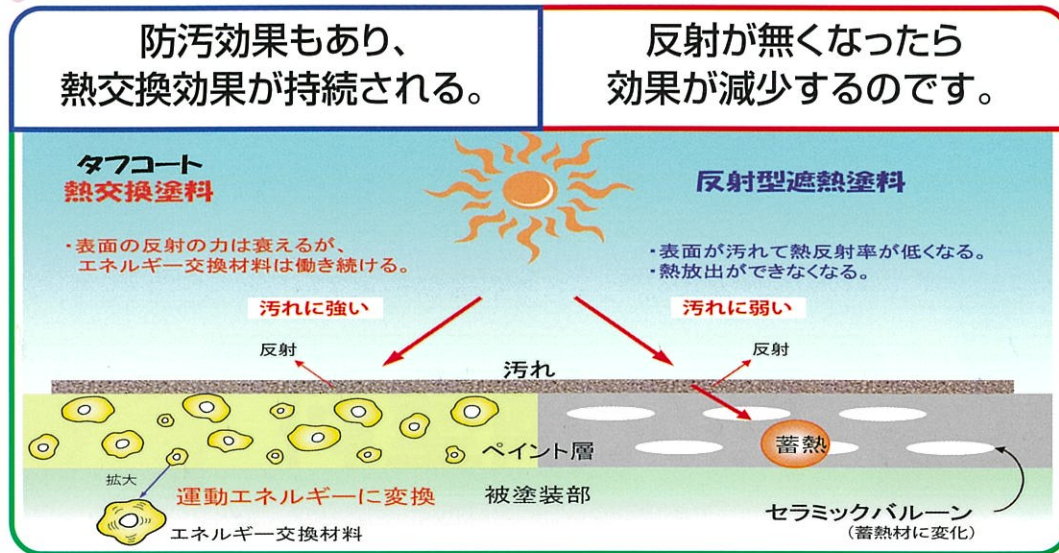 防汚効果もあり、
熱交換効果が持続される。
反射が無くなったら
効果が減少するのです。
タフコート
熱交換塗料
・表面の反射の力は衰えるが、
エネルギー交換材料は働き続ける。
汚れに強い
反射型遮熱塗料
・表面が汚れて熱反射率が低くなる。
・熱放出ができなくなる。
汚れに弱い
反射
汚れ
反射
ペイント層
蓄熱
拡大
運動エネルギーに変換
被塗装部
エネルギー交換材料
セラミックバルーン
(蓄熱材に変化)